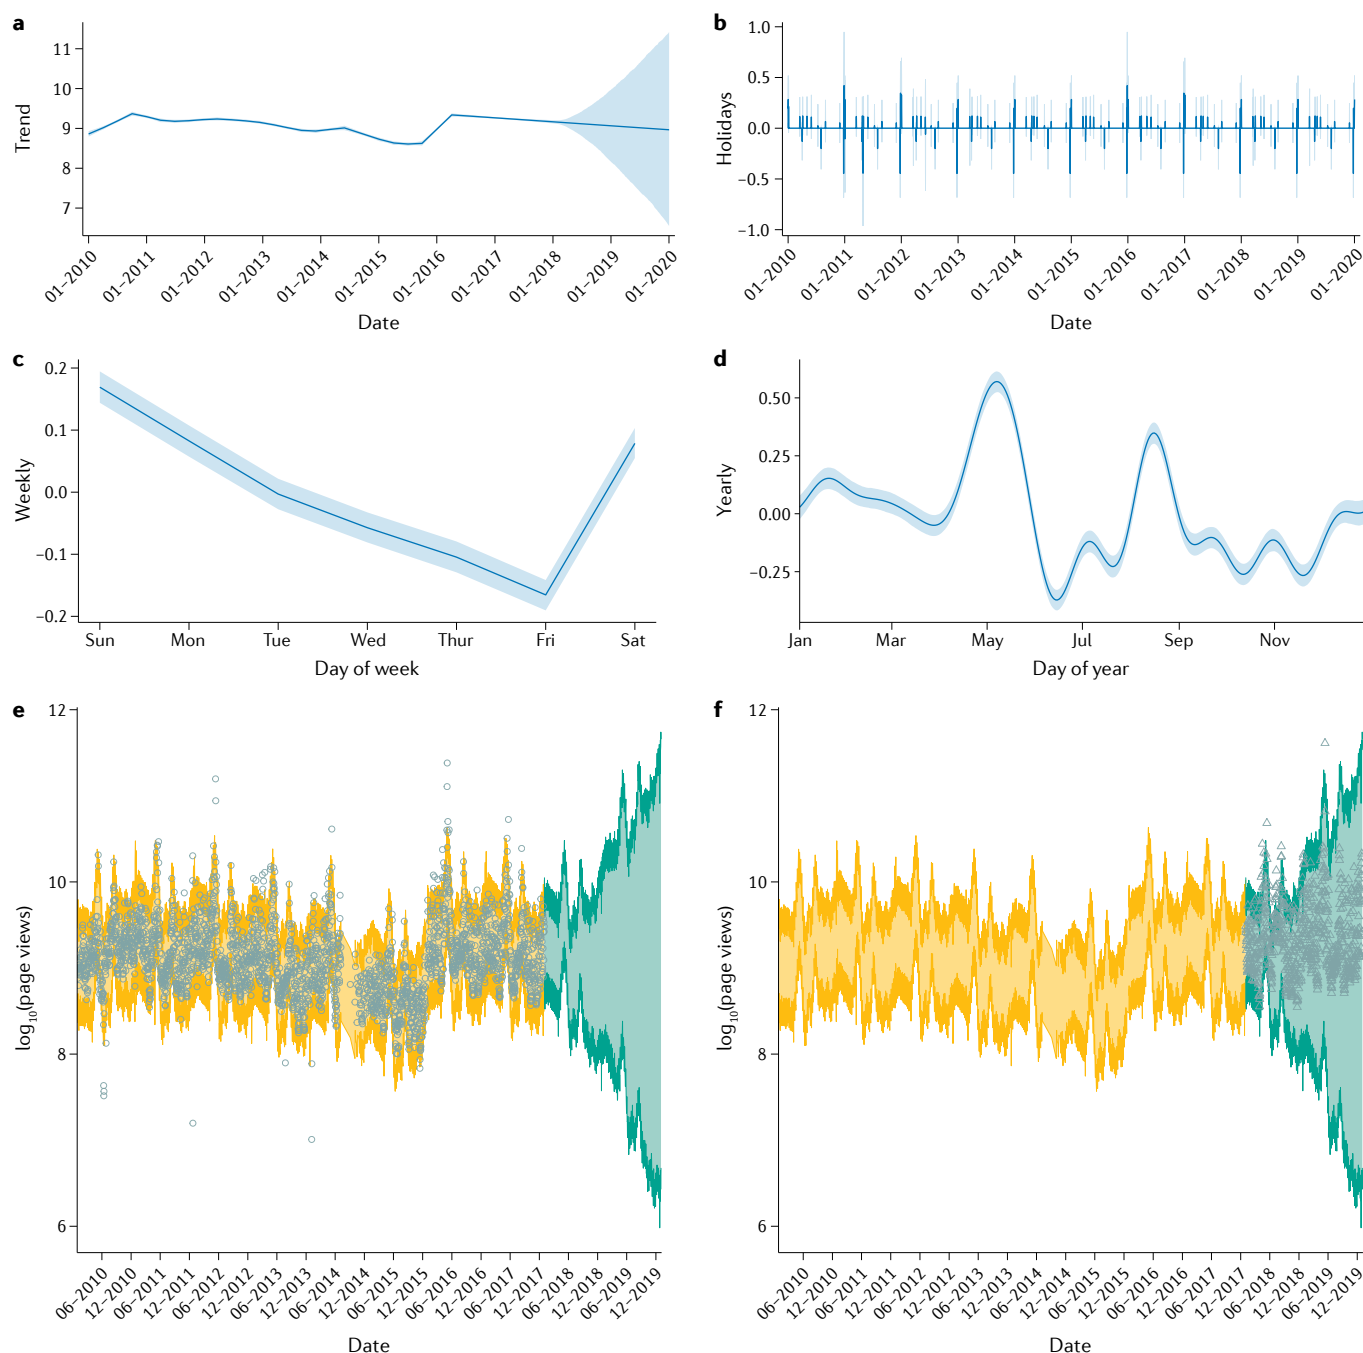 a
Trend
11
10
9
8
7
01–2010
01–2011
01–2012
01–2013
01–2014
01–2015
01–2016
01–2017
01–2018
01–2019
01–2020
Date
b
Holidays
1.0
0.5
0.0
–0.5
–1.0
01–2010
01–2011
01–2012
01–2013
01–2014
01–2015
01–2016
01–2017
01–2018
01–2019
01–2020
Date
c
Weekly
0.2
0.1
0.0
–0.1
–0.2
Sun
Mon
Tue
Wed
Thur
Fri
Sat
Day of week
d
Yearly
0.50
0.25
0.00
–0.25
Jan
Mar
May
Jul
Sep
Nov
Day of year
e
log₁₀(page views)
12
10
8
6
06–2010
12–2010
06–2011
12–2011
06–2012
12–2012
06–2013
12–2013
06–2014
12–2014
06–2015
12–2015
06–2016
12–2016
06–2017
12–2017
06–2018
12–2018
06–2019
12–2019
Date
f
log₁₀(page views)
12
10
8
6
06–2010
12–2010
06–2011
12–2011
06–2012
12–2012
06–2013
12–2013
06–2014
12–2014
06–2015
12–2015
06–2016
12–2016
06–2017
12–2017
06–2018
12–2018
06–2019
12–2019
Date